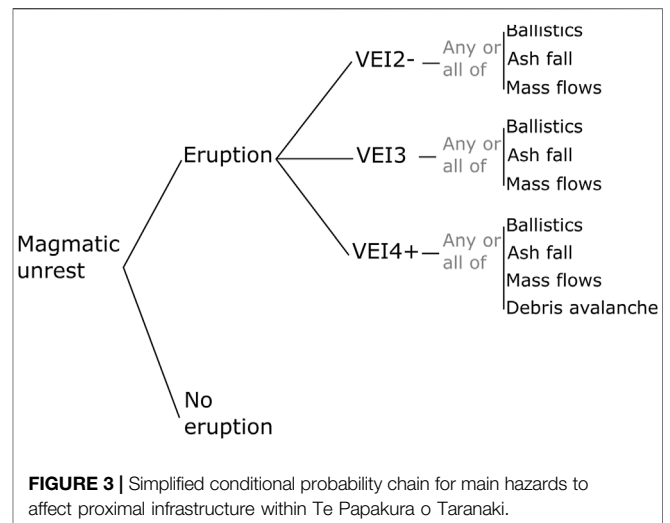 Ballistics
VEI2- Any or
all of
Ash fall
Mass flows
Ballistics
Eruption VEI3 Any or
all of
Ash fall
Mass flows
Ballistics
Magmatic
unrest
VEI4+ Any or
all of
Ash fall
Mass flows
Debris avalanche
No
eruption
FIGURE 3 | Simplified conditional probability chain for main hazards to
affect proximal infrastructure within Te Papakura o Taranaki.